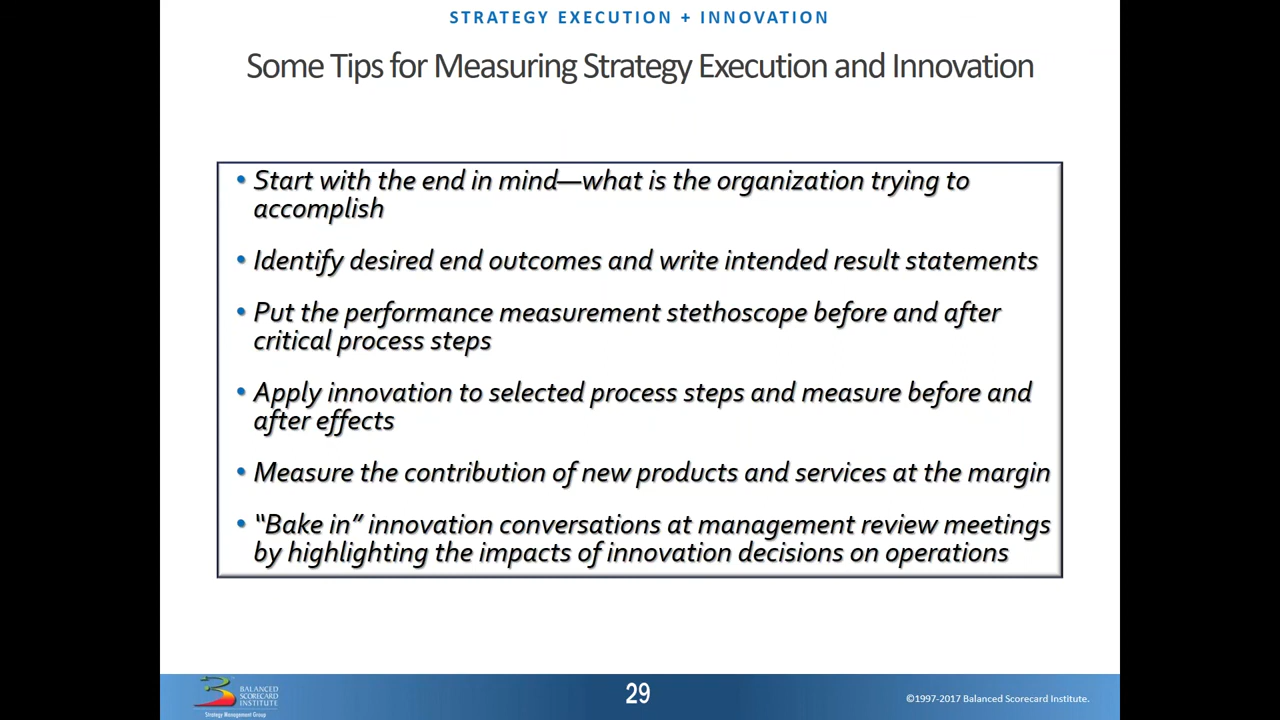 STRATEGY EXECUTION + INNOVATION
Some Tips for Measuring Strategy Execution and Innovation
• Start with the end in mind—what is the organization trying to
accomplish
• Identify desired end outcomes and write intended result statements
• Put the performance measurement stethoscope before and after
critical process steps
• Apply innovation to selected process steps and measure before and
after effects
• Measure the contribution of new products and services at the margin
• “Bake in” innovation conversations at management review meetings
by highlighting the impacts of innovation decisions on operations
BALANCED
SCORECARD
INSTITUTE
Strategy Management Group
29
©1997-2017 Balanced Scorecard Institute.